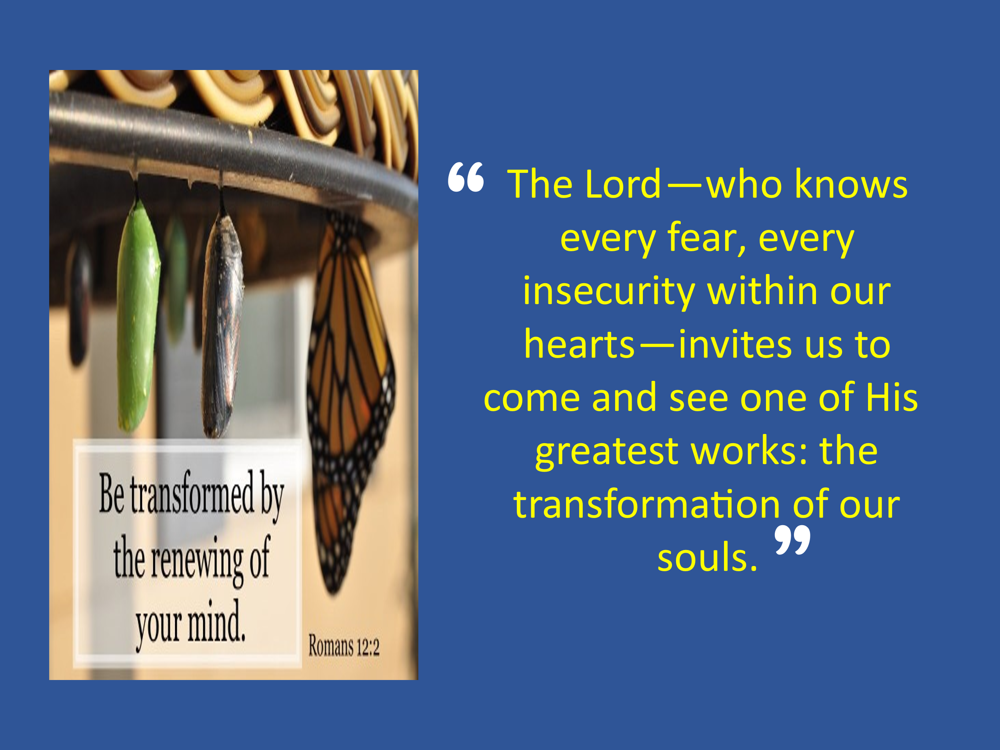 Be transformed by
the renewing of
your mind.
Romans 12:2
“ The Lord—who knows
every fear, every
insecurity within our
hearts—invites us to
come and see one of His
greatest works: the
transformation of our
souls. ”